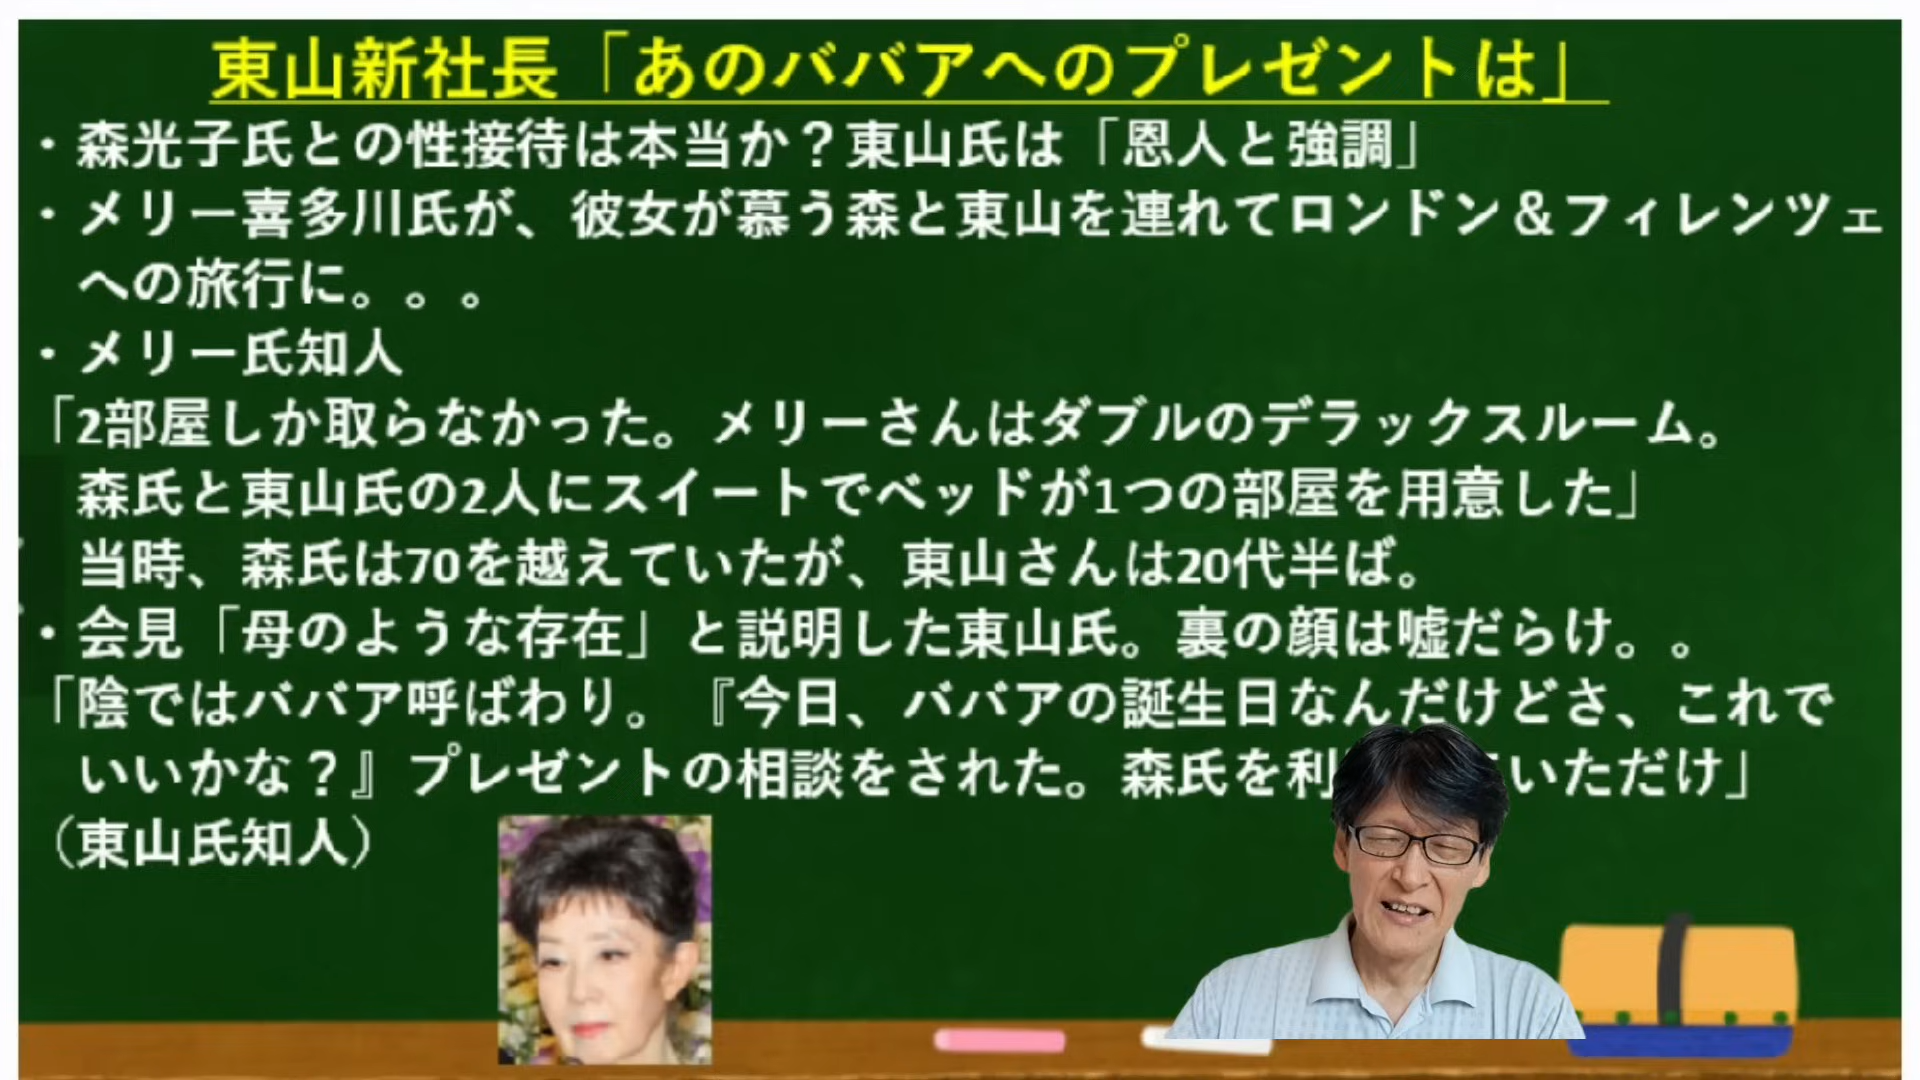 東山新社長「あのババアへのプレゼントは」
・森光子氏との性接待は本当か？東山氏は「恩人と強調」
・メリー喜多川氏が、彼女が慕う森と東山を連れてロンドン＆フィレンツェ
への旅行に。。。
・メリー氏知人
「2部屋しか取らなかった。メリーさんはダブルのデラックスルーム。
森氏と東山氏の2人にスイートでベッドが1つの部屋を用意した」
当時、森氏は70を越えていたが、東山さんは20代半ば。
・会見「母のような存在」と説明した東山氏。裏の顔は嘘だらけ。。
「陰ではババア呼ばわり。『今日、ババアの誕生日なんだけどさ、これで
いいかな？』プレゼントの相談をされた。森氏を利 いただけ」
（東山氏知人）